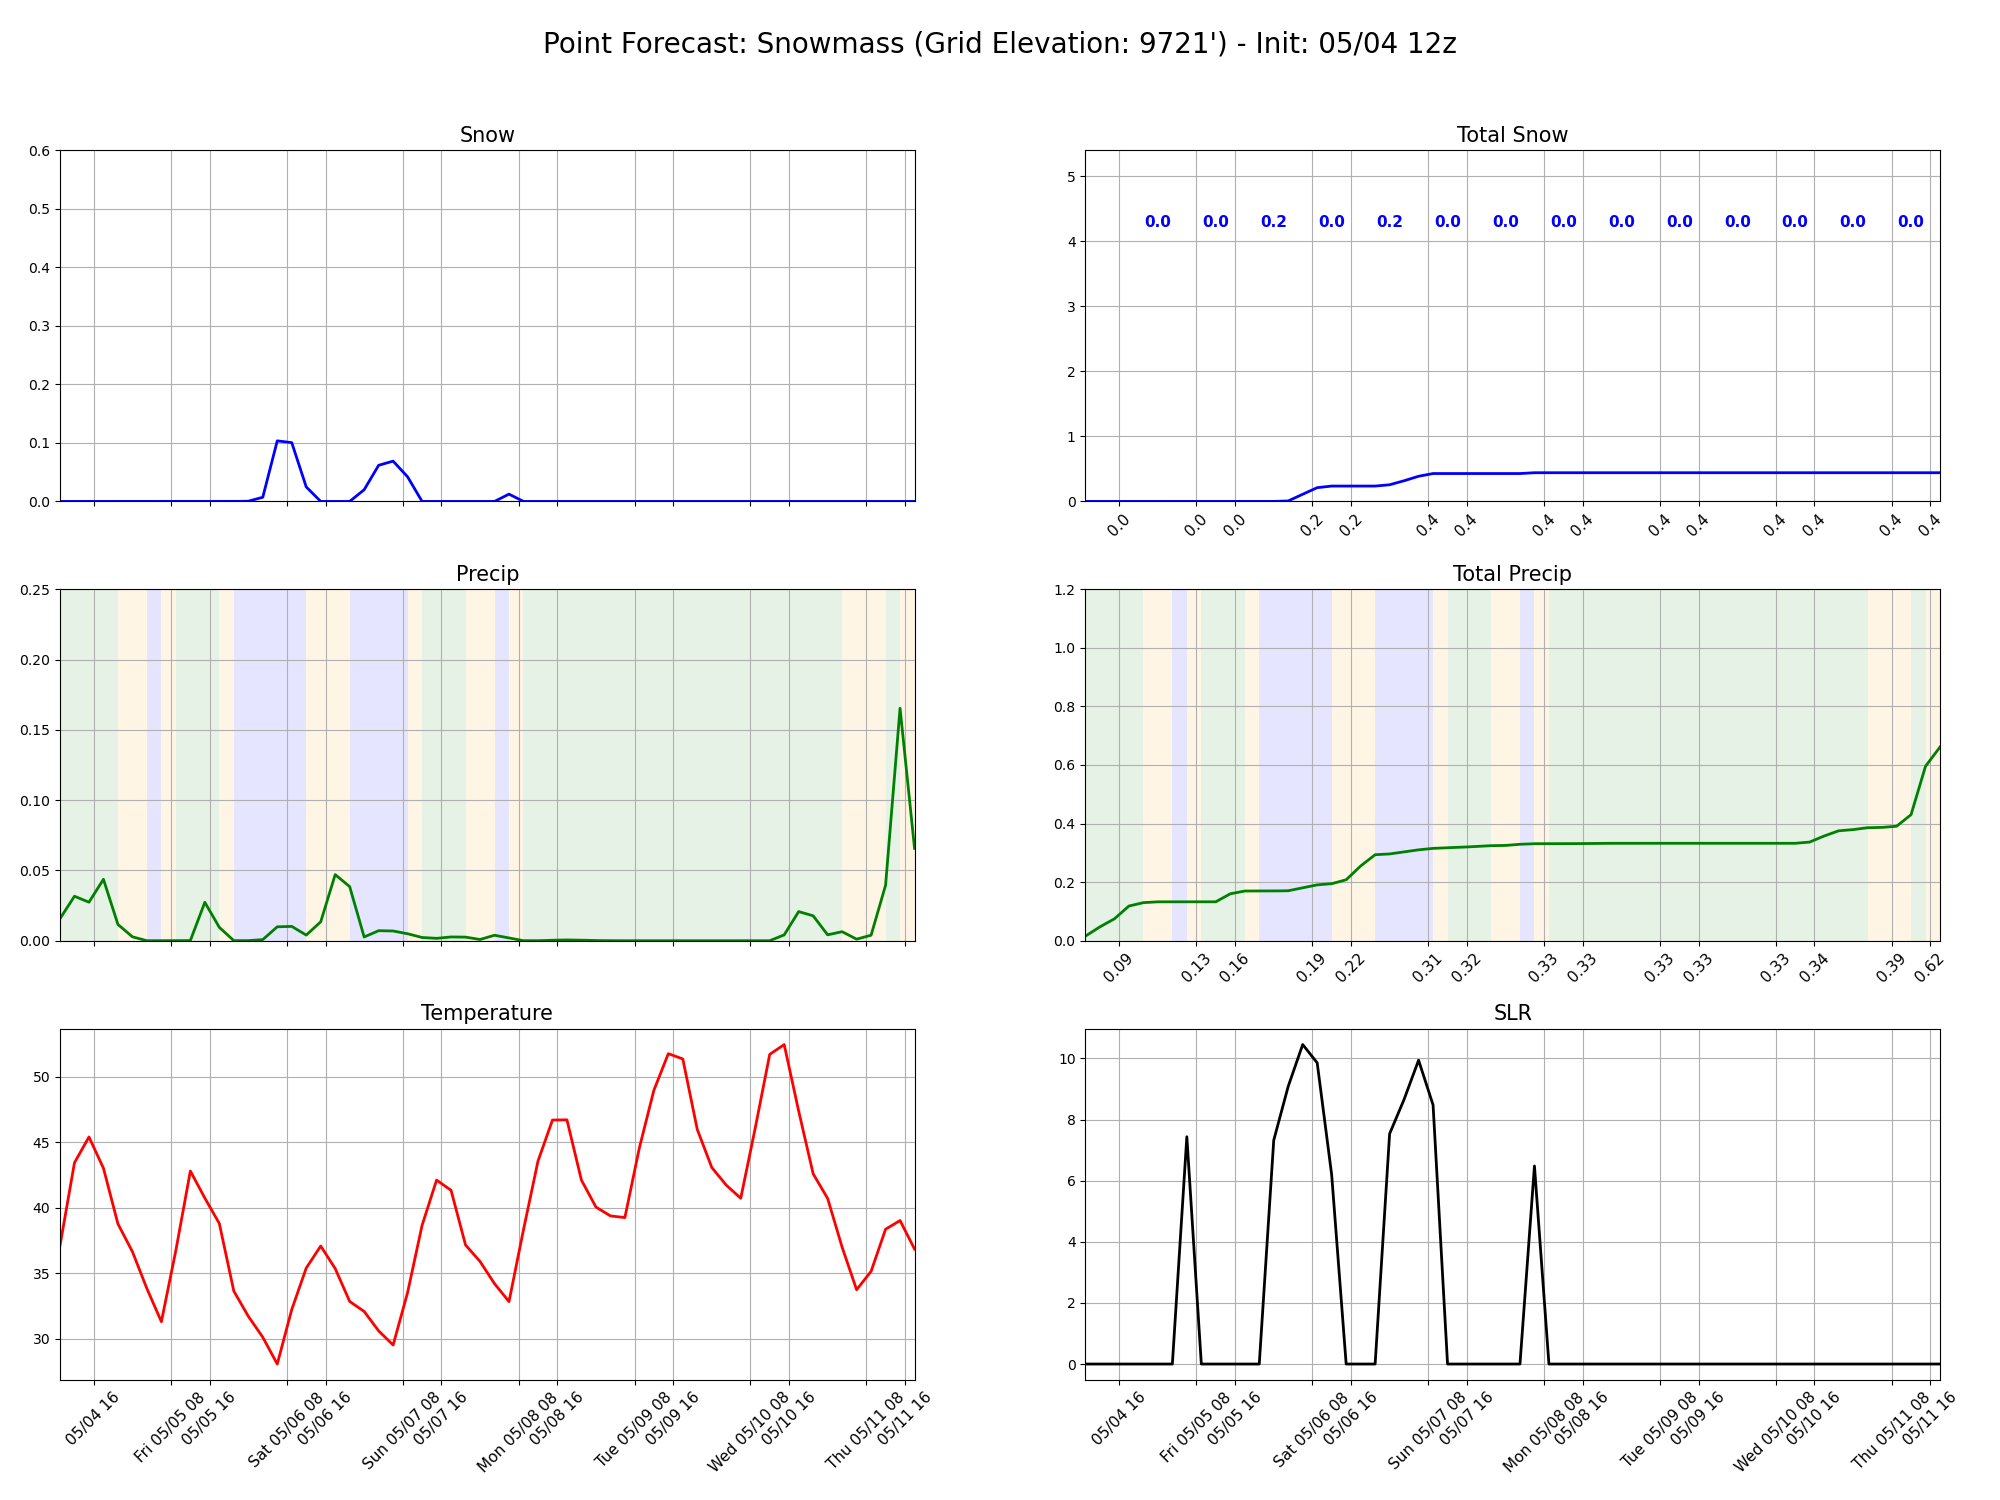 Point Forecast: Snowmass (Grid Elevation: 9721') - Init: 05/04 12z
Snow
0.6
0.5
0.4
0.3
0.2
0.1
0.0
Total Snow
5
4
3
2
1
0
0.0 0.0 0.2 0.0 0.2 0.0 0.0 0.0 0.0 0.0 0.0 0.0 0.0 0.0
0.0 0.0 0.0 0.2 0.2 0.4 0.4 0.4 0.4 0.4 0.4 0.4 0.4 0.4 0.4
Precip
0.25
0.20
0.15
0.10
0.05
0.00
Total Precip
1.2
1.0
0.8
0.6
0.4
0.2
0.0
0.09 0.13 0.16 0.19 0.22 0.31 0.32 0.33 0.33 0.33 0.33 0.33 0.34 0.39 0.62
Temperature
50
45
40
35
30
05/04 16
Fri 05/05 08
05/05 16
Sat 05/06 08
05/06 16
Sun 05/07 08
05/07 16
Mon 05/08 08
05/08 16
Tue 05/09 08
05/09 16
Wed 05/10 08
05/10 16
Thu 05/11 08
05/11 16
SLR
10
8
6
4
2
0
05/04 16
Fri 05/05 08
05/05 16
Sat 05/06 08
05/06 16
Sun 05/07 08
05/07 16
Mon 05/08 08
05/08 16
Tue 05/09 08
05/09 16
Wed 05/10 08
05/10 16
Thu 05/11 08
05/11 16